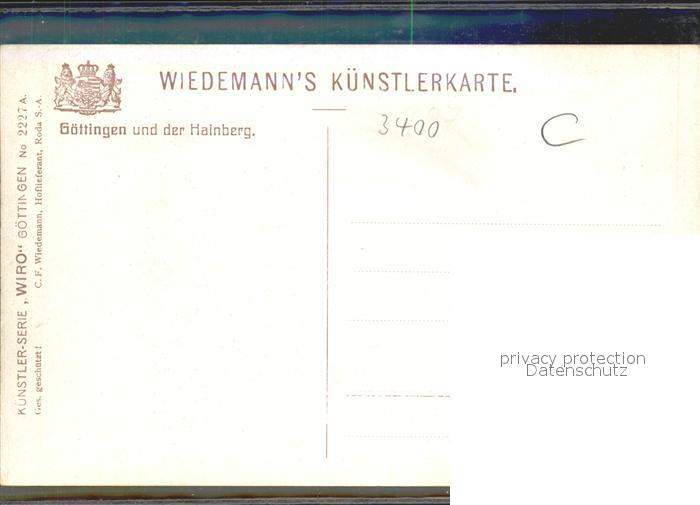 WIEDEMANN'S KÜNSTLERKARTE.
Göttingen und der Hainberg.
3400
C
KÜNSTLER-SERIE „WIRO“ GÖTTINGEN No 2227 A.
Ges. geschützt! C. F. Wiedemann, Hoflieferant, Roda S.-A.
privacy protection
Datenschutz